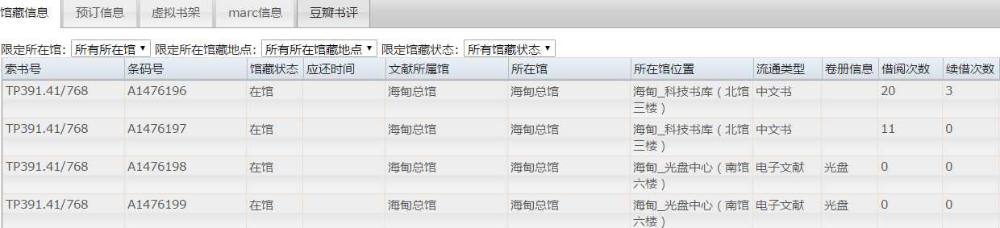 馆藏信息 预订信息 虚拟书架 marc信息 豆瓣书评
限定所在馆: 所有所在馆 限定所在馆藏地点: 所有所在馆藏地点 限定馆藏状态: 所有馆藏状态
索书号 条码号 馆藏状态 应还时间 文献所属馆 所在馆 所在馆位置 流通类型 卷册信息 借阅次数 续借次数
TP391.41/768 A1476196 在馆 海甸总馆 海甸总馆 海甸_科技书库（北馆 中文书 20 3
三楼）
TP391.41/768 A1476197 在馆 海甸总馆 海甸总馆 海甸_科技书库（北馆 中文书 11 0
三楼）
TP391.41/768 A1476198 在馆 海甸总馆 海甸总馆 海甸_光盘中心（南馆 电子文献 光盘 0 0
六楼）
TP391.41/768 A1476199 在馆 海甸总馆 海甸总馆 海甸_光盘中心（南馆 电子文献 光盘 0 0
六楼）